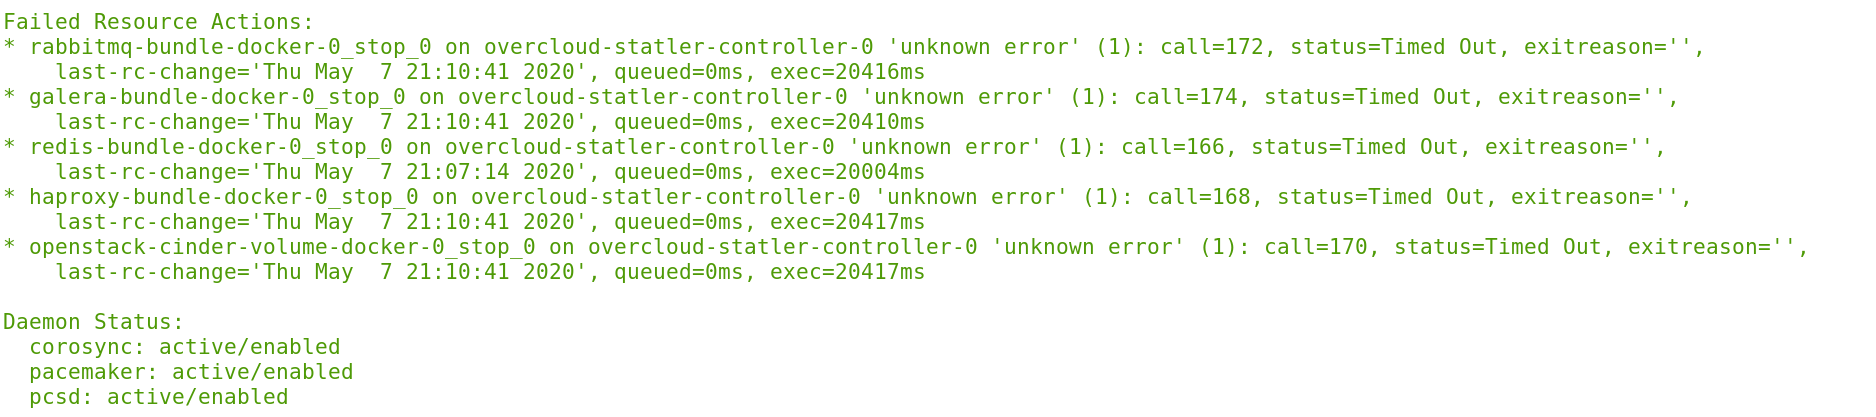 Failed Resource Actions:
* rabbitmq-bundle-docker-0_stop_0 on overcloud-statler-controller-0 'unknown error' (1): call=172, status=Timed Out, exitreason='',
    last-rc-change='Thu May  7 21:10:41 2020', queued=0ms, exec=20416ms
* galera-bundle-docker-0_stop_0 on overcloud-statler-controller-0 'unknown error' (1): call=174, status=Timed Out, exitreason='',
    last-rc-change='Thu May  7 21:10:41 2020', queued=0ms, exec=20410ms
* redis-bundle-docker-0_stop_0 on overcloud-statler-controller-0 'unknown error' (1): call=166, status=Timed Out, exitreason='',
    last-rc-change='Thu May  7 21:07:14 2020', queued=0ms, exec=20004ms
* haproxy-bundle-docker-0_stop_0 on overcloud-statler-controller-0 'unknown error' (1): call=168, status=Timed Out, exitreason='',
    last-rc-change='Thu May  7 21:10:41 2020', queued=0ms, exec=20417ms
* openstack-cinder-volume-docker-0_stop_0 on overcloud-statler-controller-0 'unknown error' (1): call=170, status=Timed Out, exitreason='',
    last-rc-change='Thu May  7 21:10:41 2020', queued=0ms, exec=20417ms

Daemon Status:
  corosync: active/enabled
  pacemaker: active/enabled
  pcsd: active/enabled